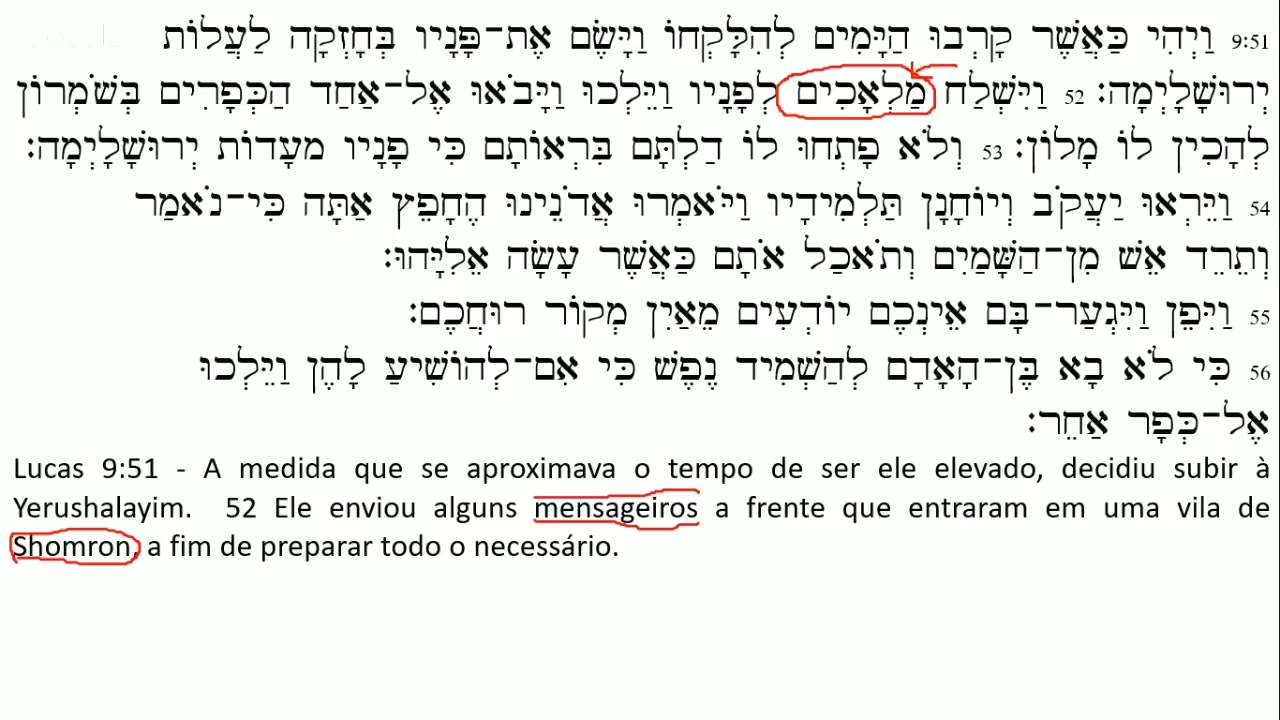 9:51 וַיְהִי כַּאֲשֶׁר קָרְבוּ הַיָּמִים לְהִלָּקְחוֹ וַיָּשֶׂם אֶת־פָּנָיו בְּחָזְקָה לַעֲלוֹת
יְרוּשָׁלָיְמָה׃ 52 וַיִּשְׁלַח מַלְאָכִים לְפָנָיו וַיֵּלְכוּ וַיָּבֹאוּ אֶל־אַחַד הַכְּפָרִים בְּשֹׁמְרוֹן
לְהָכִין לוֹ מָלוֹן׃ 53 וְלֹא פָתְחוּ לוֹ דַלְתָּם בִּרְאוֹתָם כִּי פָנָיו מֹעָדוֹת יְרוּשָׁלָיְמָה׃
54 וַיֵּרְאוּ יַעֲקֹב וְיוֹחָנָן תַּלְמִידָיו וַיֹּאמְרוּ אֲדֹנֵינוּ הֶחָפֵץ אַתָּה כִּי־נֹאמַר
וְתֵרֵד אֵשׁ מִן־הַשָּׁמַיִם וְתֹאכַל אֹתָם כַּאֲשֶׁר עָשָׂה אֵלִיָּהוּ׃
55 וַיִּפֶן וַיִּגְעַר־בָּם אֵינְכֶם יוֹדְעִים מֵאַיִן מְקוֹר רוּחֲכֶם׃
56 כִּי לֹא בָא בֶּן־הָאָדָם לְהַשְׁמִיד נֶפֶשׁ כִּי אִם־לְהוֹשִׁיעַ לָהֶן וַיֵּלְכוּ
אֶל־כְּפָר אַחֵר׃
Lucas 9:51 - A medida que se aproximava o tempo de ser ele elevado, decidiu subir à
Yerushalayim. 52 Ele enviou alguns mensageiros a frente que entraram em uma vila de
Shomron, a fim de preparar todo o necessário.